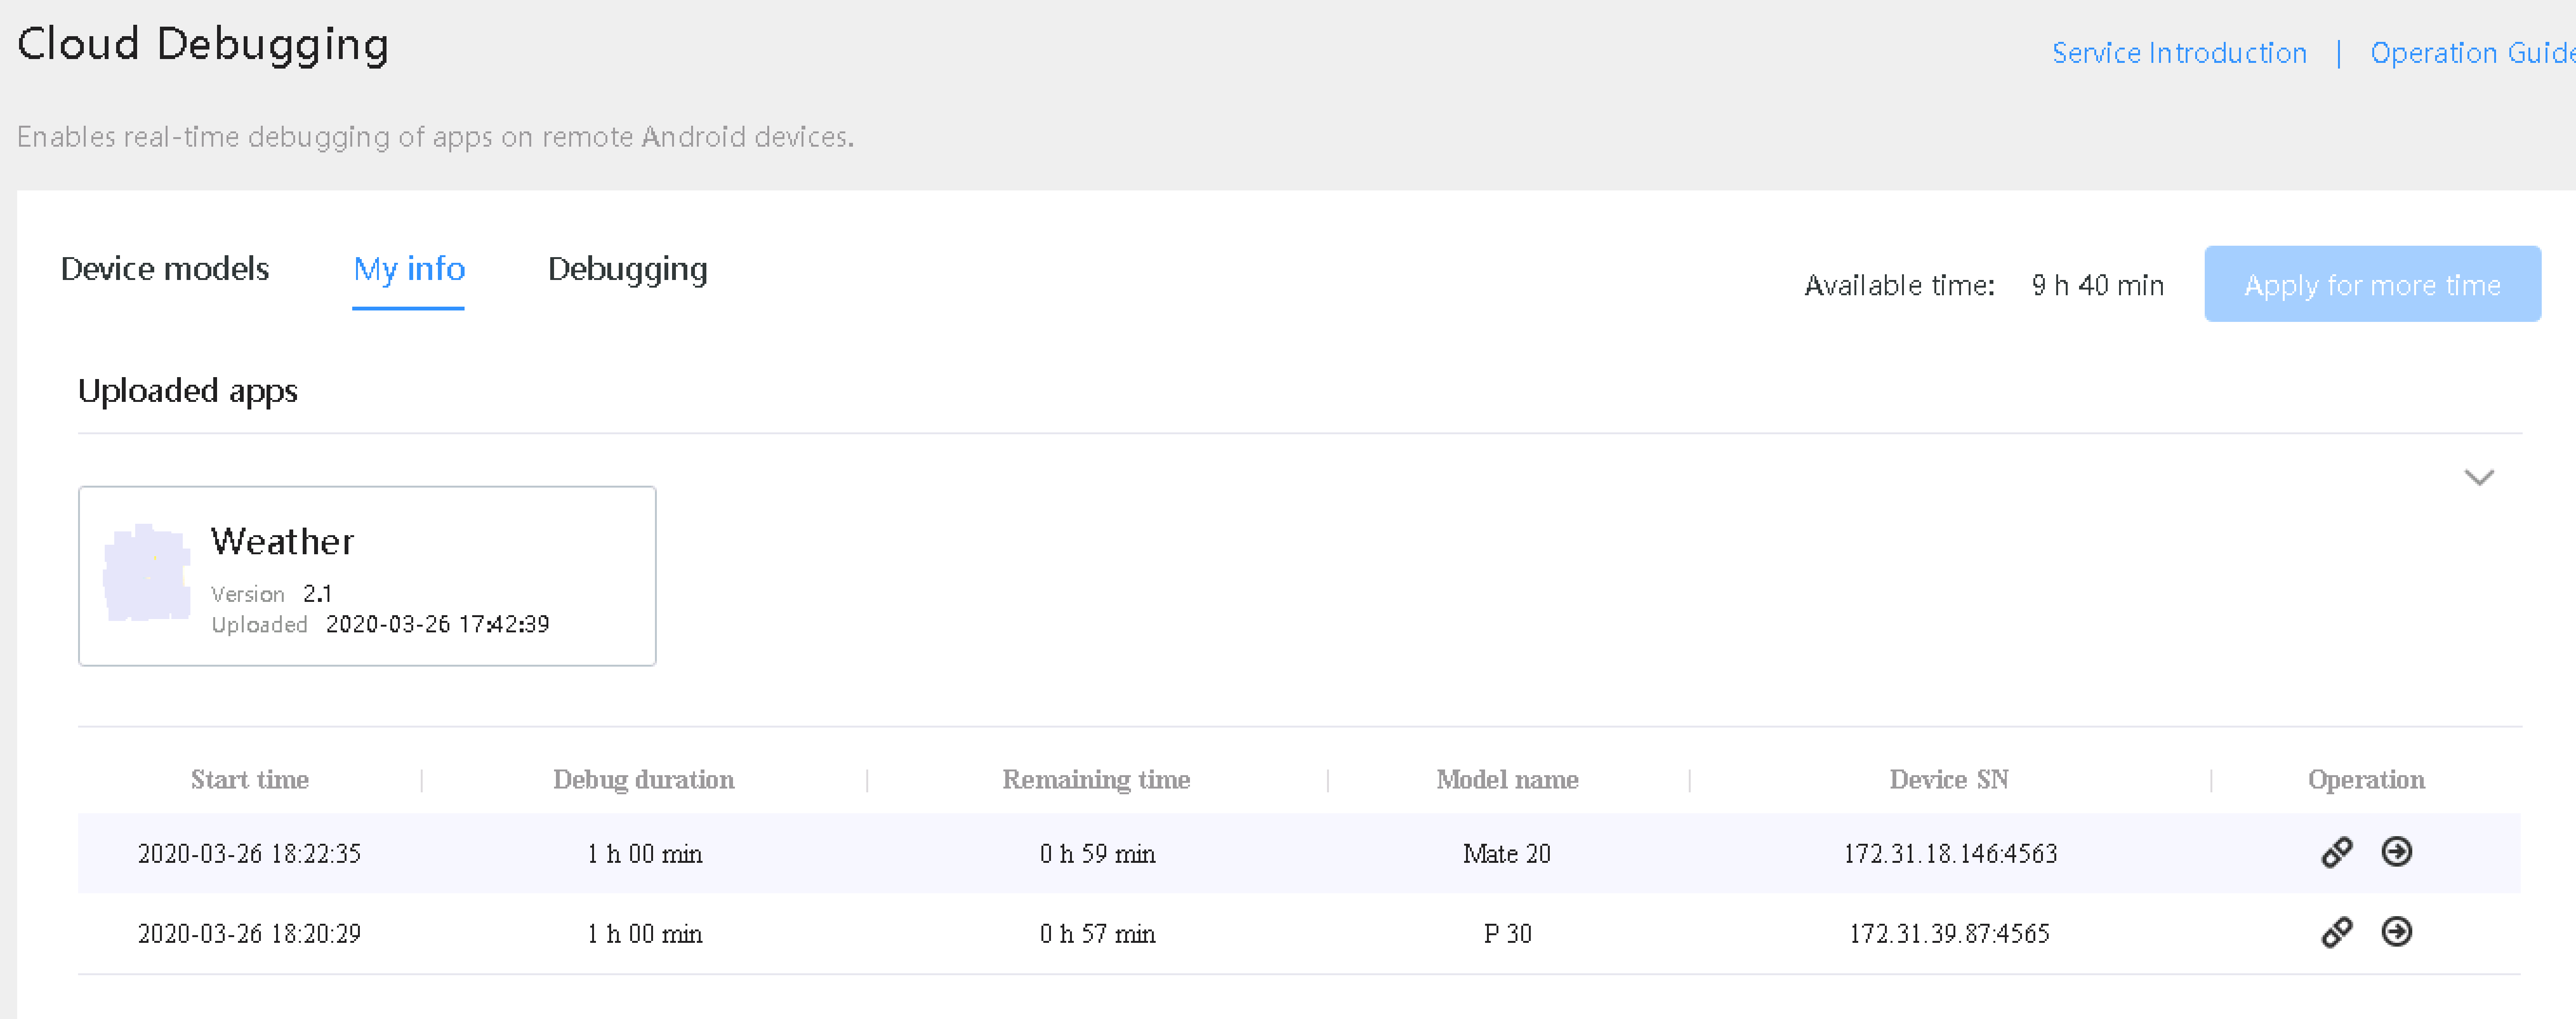 Cloud Debugging
Service Introduction | Operation Guide
Enables real-time debugging of apps on remote Android devices.
Device models My info Debugging
Available time: 9 h 40 min Apply for more time
Uploaded apps
Weather
Version 2.1
Uploaded 2020-03-26 17:42:39
Start time Debug duration Remaining time Model name Device SN Operation
2020-03-26 18:22:35 1 h 00 min 0 h 59 min Mate 20 172.31.18.146:4563
2020-03-26 18:20:29 1 h 00 min 0 h 57 min P 30 172.31.39.87:4565